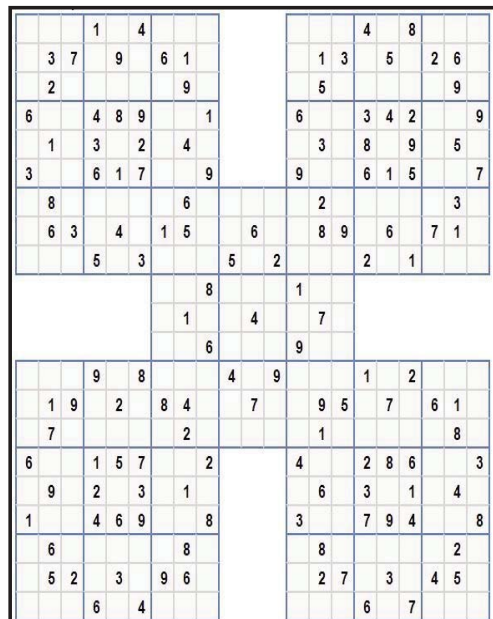 1 4 4 8
3 7 9 6 1 1 3 5 2 6
2 9 5 9
6 4 8 9 1 6 3 4 2 9
1 3 2 4 3 8 9 5
3 6 1 7 9 9 6 1 5 7
8 6 2 3
6 3 4 1 5 6 8 9 6 7 1
5 3 5 2 2 1
8 1
1 4 7
6 9
9 8 4 9 1 2
1 9 2 8 4 7 9 5 7 6 1
7 2 1 8
6 1 5 7 2 4 2 8 6 3
9 2 3 1 6 3 1 4
1 4 6 9 8 3 7 9 4 8
6 8 8 2
5 2 3 9 6 2 7 3 4 5
6 4 6 7